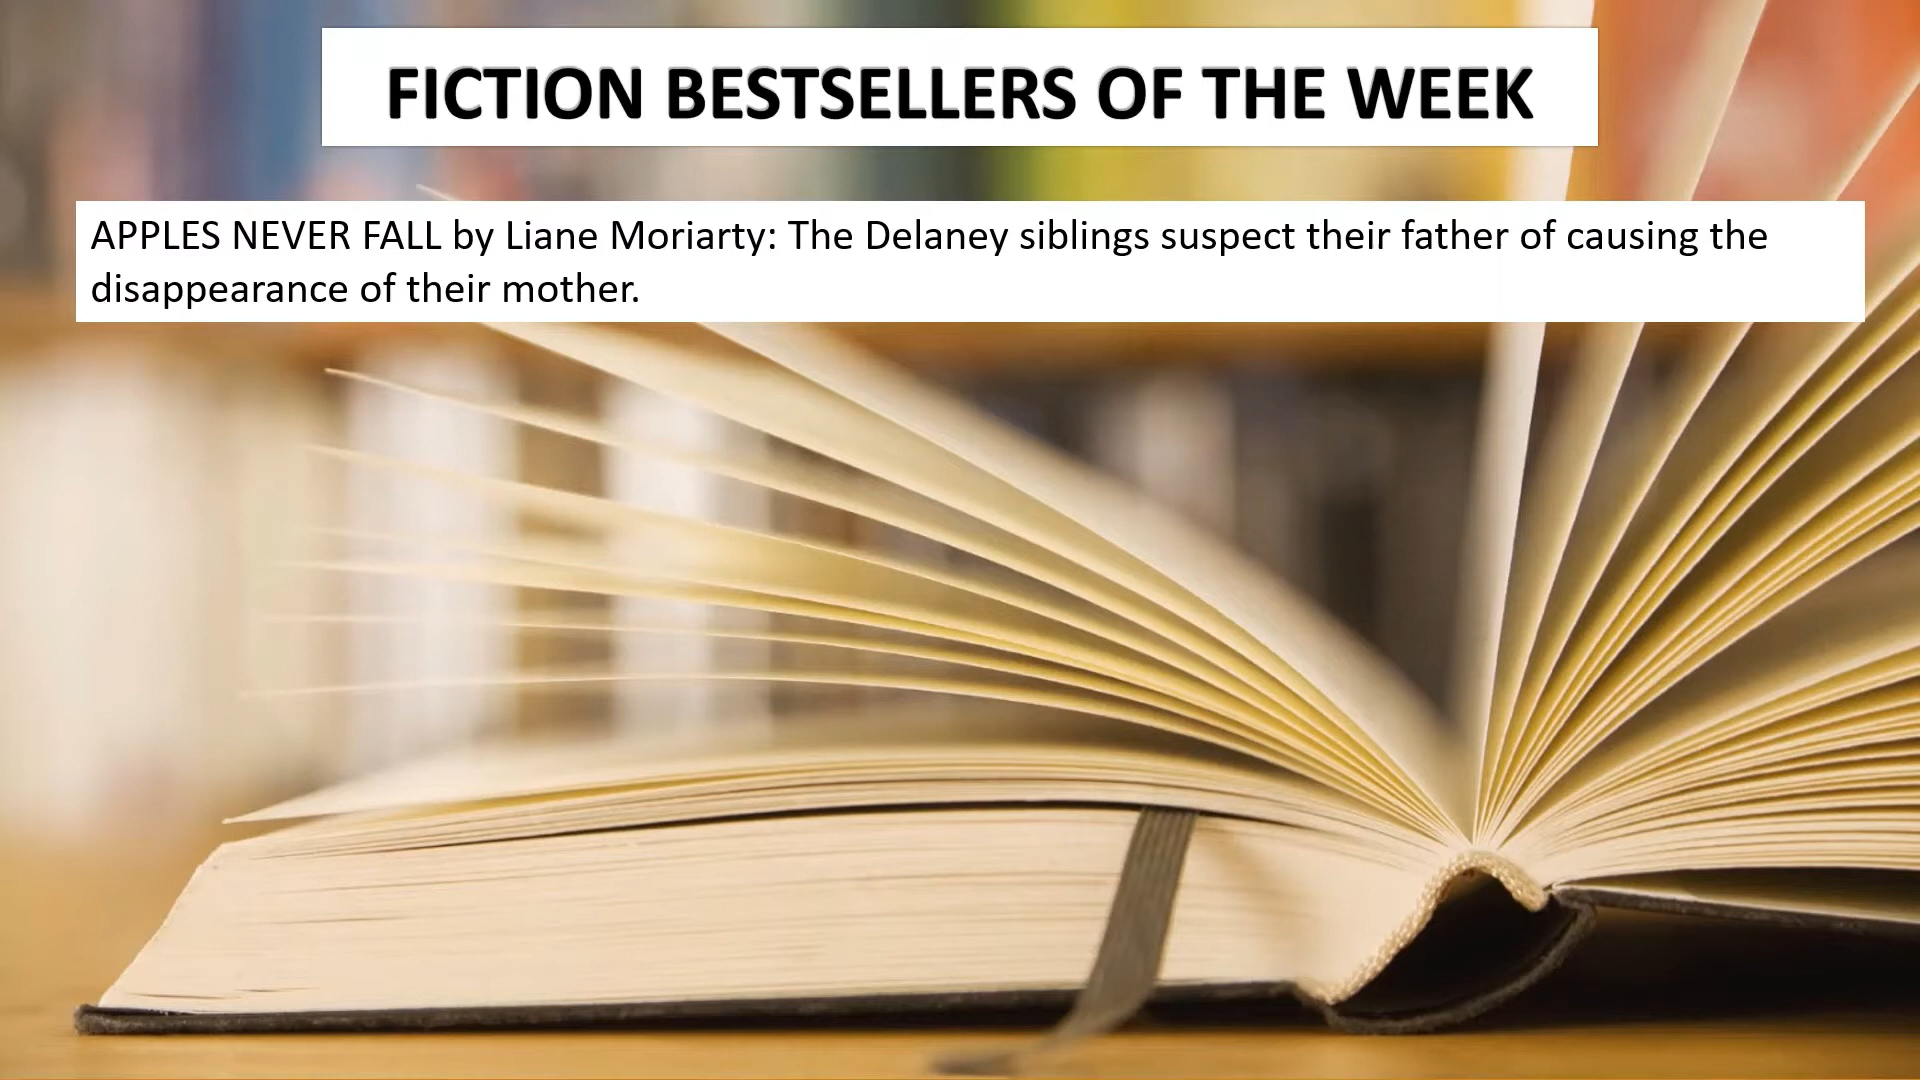 FICTION BESTSELLERS OF THE WEEK
APPLES NEVER FALL by Liane Moriarty: The Delaney siblings suspect their father of causing the
disappearance of their mother.